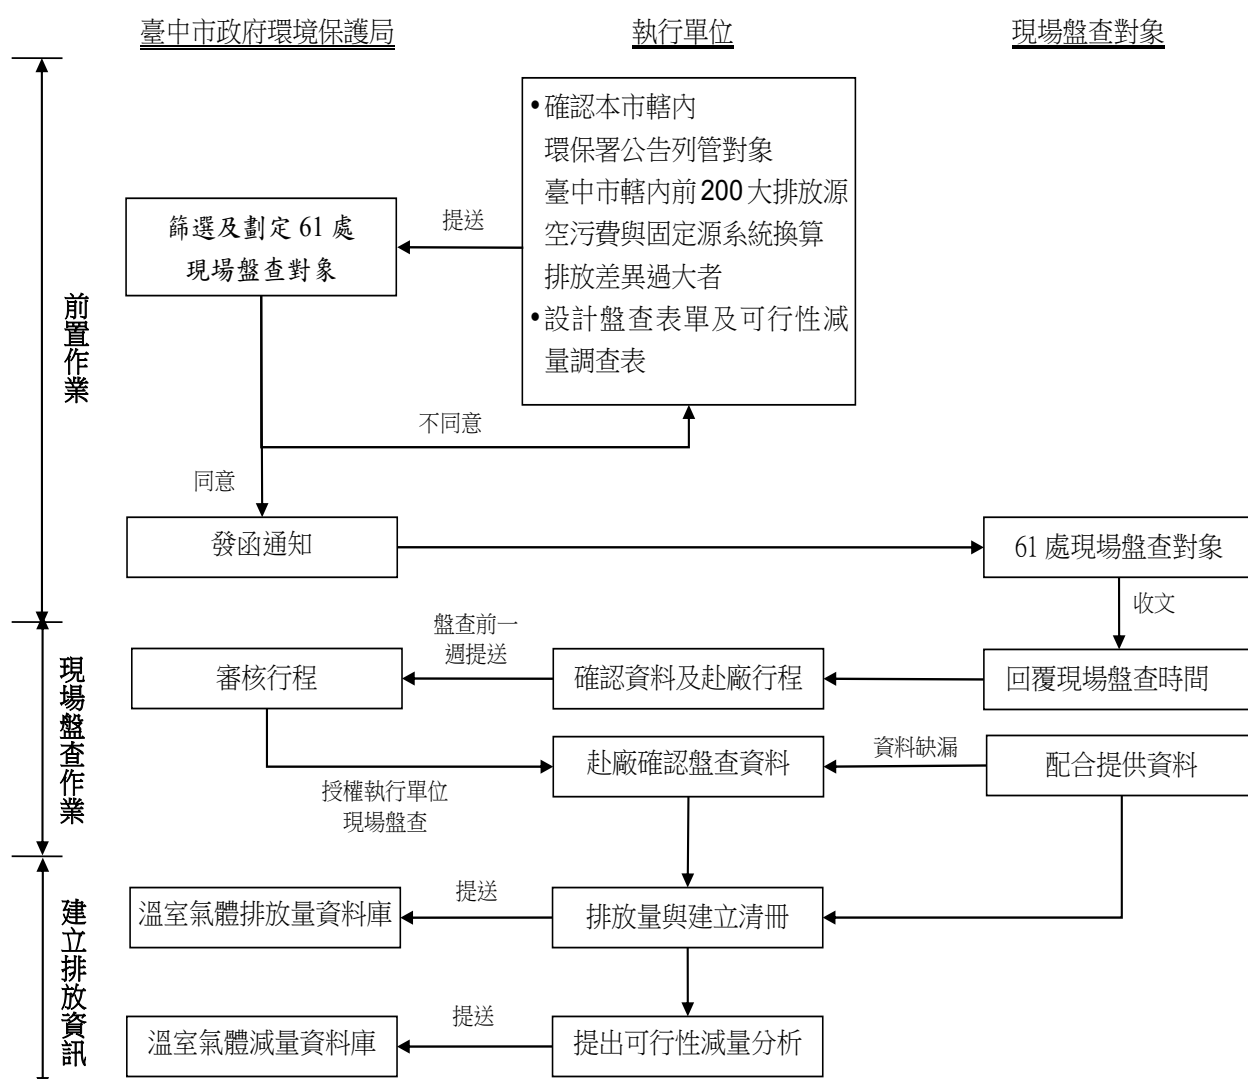 臺中市政府環境保護局
執行單位
現場盤查對象
前置作業
•確認本市轄內
環保署公告列管對象
臺中市轄內前200大排放源
空污費與固定源系統換算
排放差異過大者
•設計盤查表單及可行性減
量調查表
提送
篩選及劃定 61 處
現場盤查對象
不同意
同意
發函通知
61 處現場盤查對象
收文
現場盤查作業
盤查前一
週提送
審核行程
確認資料及赴廠行程
回覆現場盤查時間
赴廠確認盤查資料
資料缺漏
配合提供資料
授權執行單位
現場盤查
建立排放資訊
溫室氣體排放量資料庫
提送
排放量與建立清冊
溫室氣體減量資料庫
提送
提出可行性減量分析